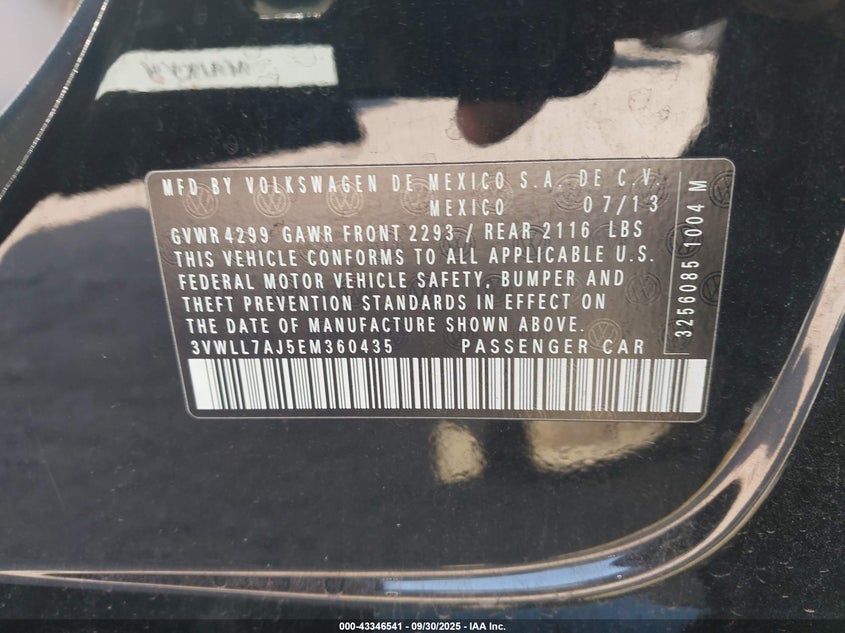 MFD BY VOLKSWAGEN DE MEXICO S.A. DE C.V.
MEXICO 07/13
GVWR 4299 GAWR FRONT 2293 / REAR 2116 LBS
THIS VEHICLE CONFORMS TO ALL APPLICABLE U.S.
FEDERAL MOTOR VEHICLE SAFETY, BUMPER AND
THEFT PREVENTION STANDARDS IN EFFECT ON
THE DATE OF MANUFACTURE SHOWN ABOVE.
3VWLL7AJ5EM360435 PASSENGER CAR
3256085 1004 M
000-43346541 - 09/30/2025 - IAA Inc.